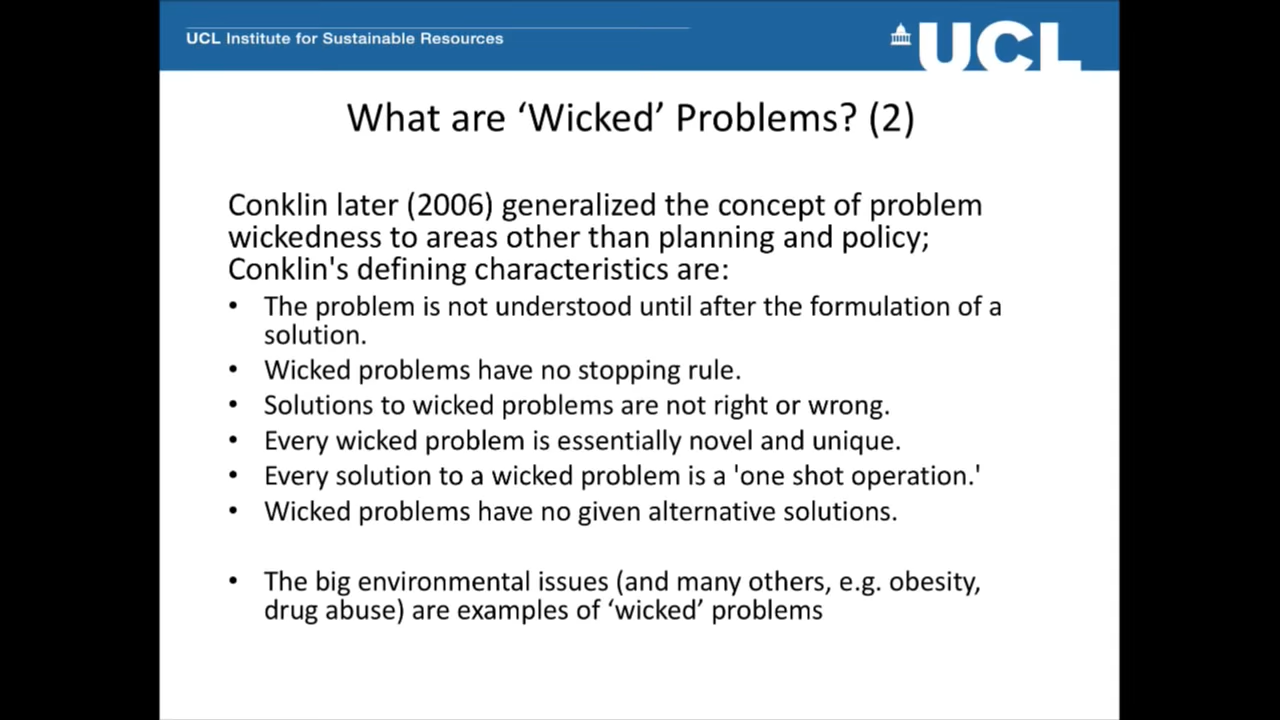 UCL Institute for Sustainable Resources
UCL
What are ‘Wicked’ Problems? (2)
Conklin later (2006) generalized the concept of problem
wickedness to areas other than planning and policy;
Conklin's defining characteristics are:
• The problem is not understood until after the formulation of a
solution.
• Wicked problems have no stopping rule.
• Solutions to wicked problems are not right or wrong.
• Every wicked problem is essentially novel and unique.
• Every solution to a wicked problem is a 'one shot operation.'
• Wicked problems have no given alternative solutions.
• The big environmental issues (and many others, e.g. obesity,
drug abuse) are examples of ‘wicked’ problems